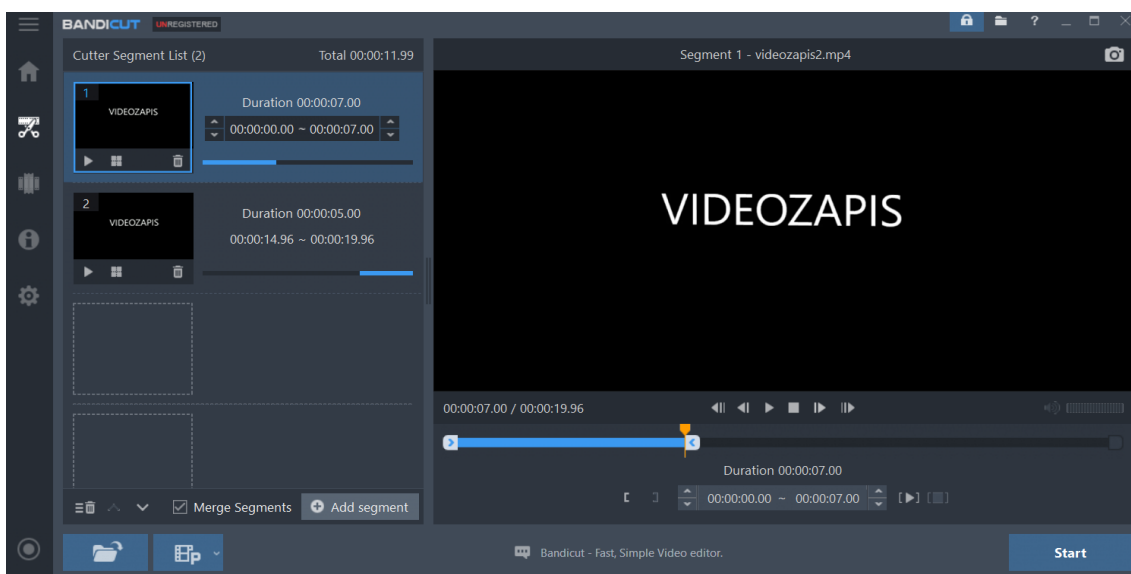 BANDICUT UNREGISTERED
?
Cutter Segment List (2) Total 00:00:11.99
1
VIDEOZAPIS
Duration 00:00:07.00
00:00:00.00 ~ 00:00:07.00
2
VIDEOZAPIS
Duration 00:00:05.00
00:00:14.96 ~ 00:00:19.96
Merge Segments Add segment
Segment 1 - videozapis2.mp4
VIDEOZAPIS
00:00:07.00 / 00:00:19.96
Duration 00:00:07.00
00:00:00.00 ~ 00:00:07.00
p
Bandicut - Fast, Simple Video editor.
Start